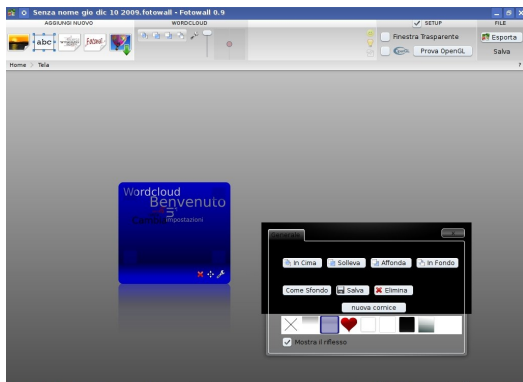 Senza nome gio dic 10 2009.fotowall - Fotowall 0.9
AGGIUNGI NUOVO
WORDCLOUD
SETUP
FILE
abc
Finestra Trasparente
Esporta
Prova OpenGL
Salva
Home > Tela
?
Wordcloud
Benvenuto
impostazioni
Generale
In Cima
Solleva
Affonda
In Fondo
Come Sfondo
Salva
Elimina
nuova cornice
Mostra il riflesso